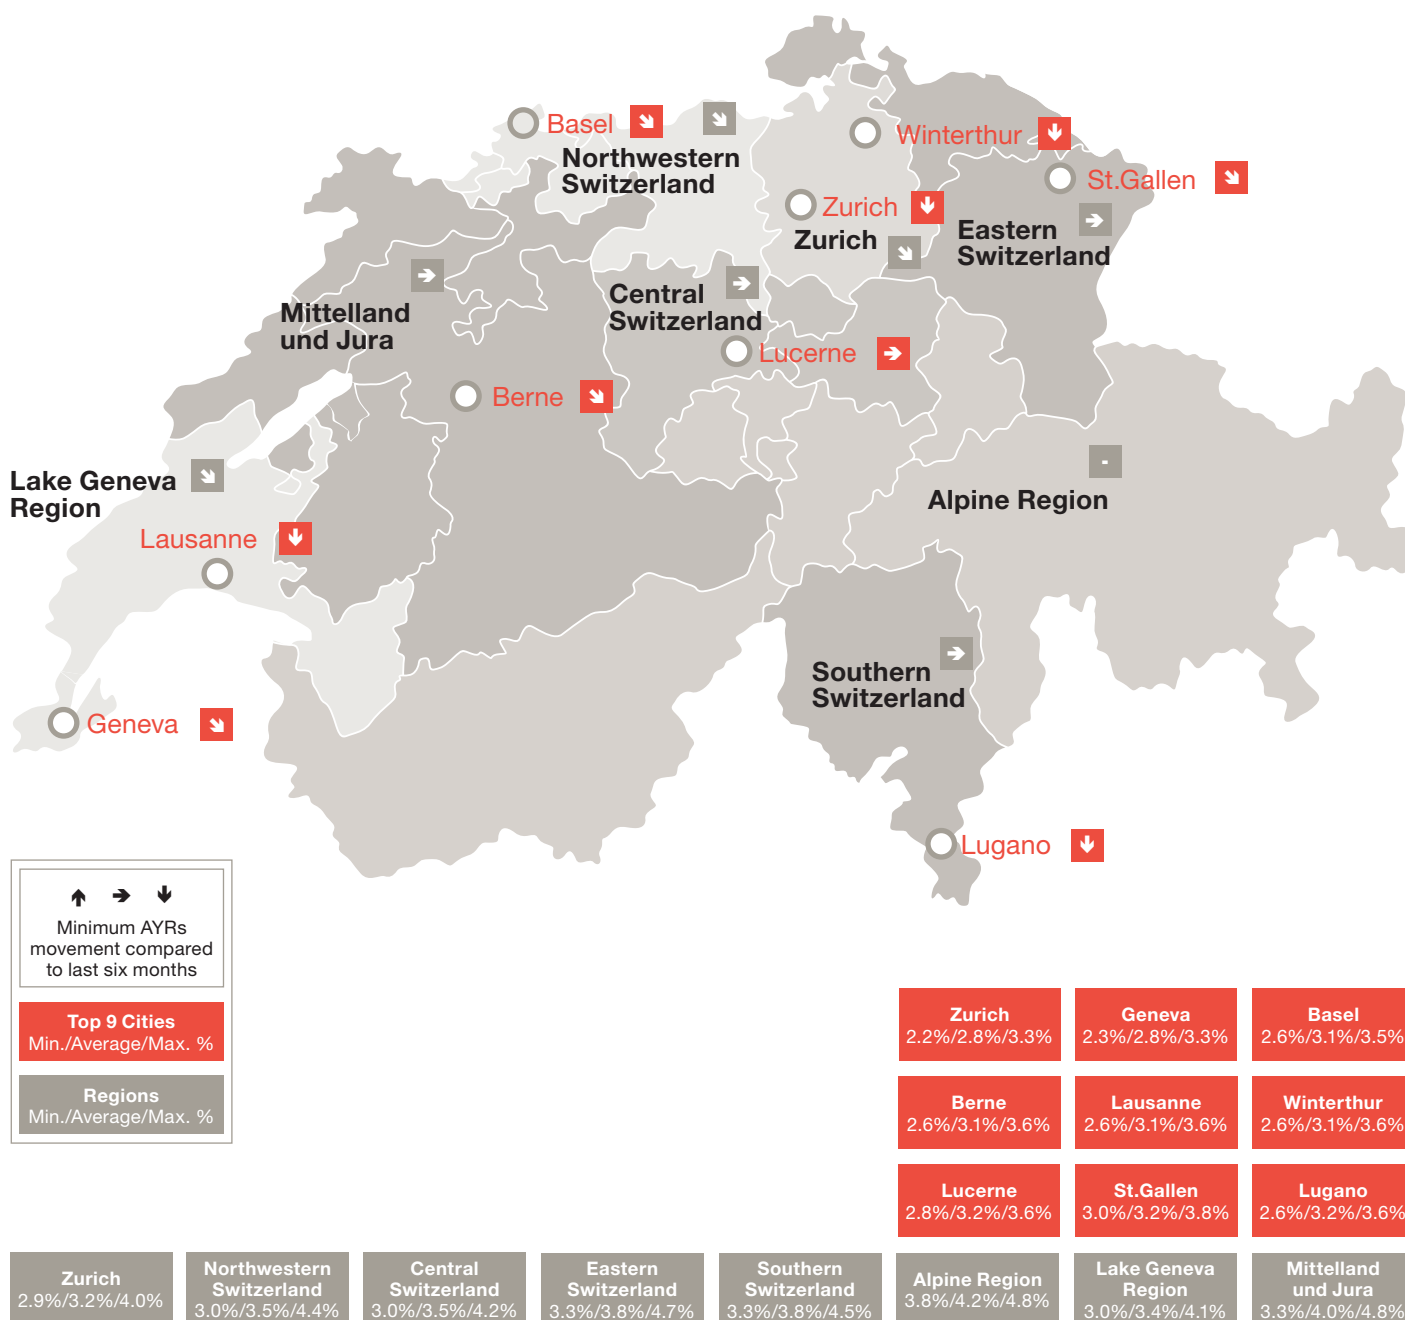 Basel
Northwestern
Switzerland
Winterthur
St.Gallen
Zurich
Zurich
Eastern
Switzerland
Mittelland
und Jura
Central
Switzerland
Lucerne
Berne
Lake Geneva
Region
Alpine Region
-
Lausanne
Southern
Switzerland
Geneva
Lugano
Minimum AYRs
movement compared
to last six months
Top 9 Cities
Min./Average/Max. %
Regions
Min./Average/Max. %
Zurich
2.2%/2.8%/3.3%
Geneva
2.3%/2.8%/3.3%
Basel
2.6%/3.1%/3.5%
Berne
2.6%/3.1%/3.6%
Lausanne
2.6%/3.1%/3.6%
Winterthur
2.6%/3.1%/3.6%
Lucerne
2.8%/3.2%/3.6%
St.Gallen
3.0%/3.2%/3.8%
Lugano
2.6%/3.2%/3.6%
Zurich
2.9%/3.2%/4.0%
Northwestern
Switzerland
3.0%/3.5%/4.4%
Central
Switzerland
3.0%/3.5%/4.2%
Eastern
Switzerland
3.3%/3.8%/4.7%
Southern
Switzerland
3.3%/3.8%/4.5%
Alpine Region
3.8%/4.2%/4.8%
Lake Geneva
Region
3.0%/3.4%/4.1%
Mittelland
und Jura
3.3%/4.0%/4.8%